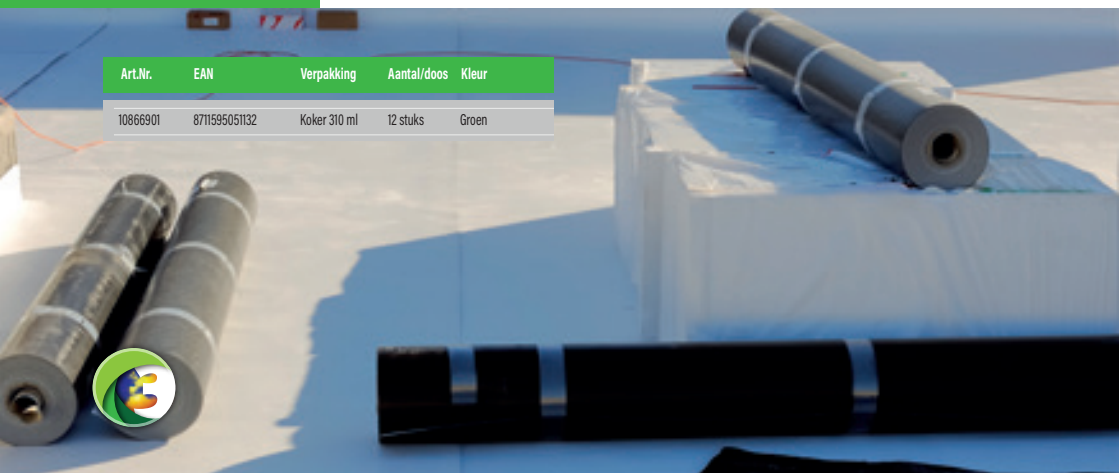 Art.Nr. EAN Verpakking Aantal/doos Kleur
10866901 8711595051132 Koker 310 ml 12 stuks Groen